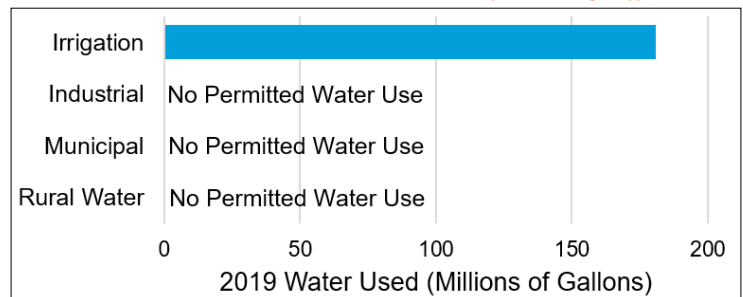 Irrigation
Industrial No Permitted Water Use
Municipal No Permitted Water Use
Rural Water No Permitted Water Use
0 50 100 150 200
2019 Water Used (Millions of Gallons)